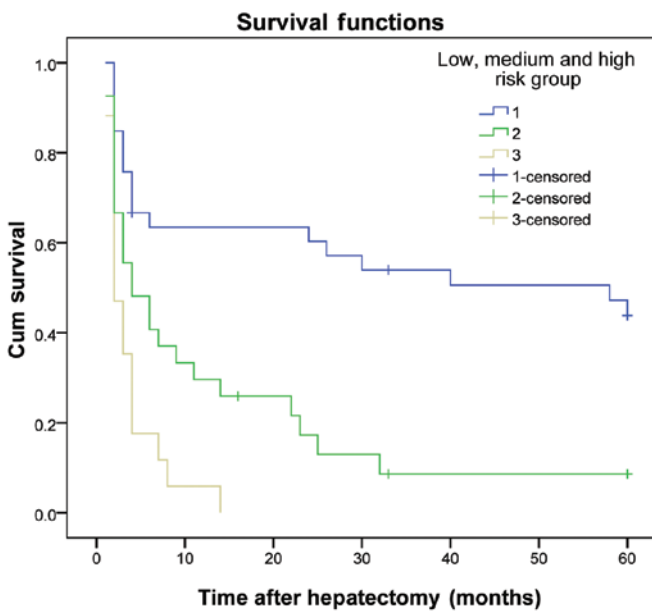 Survival functions
Low, medium and high
risk group
1
2
3
1-censored
2-censored
3-censored
Cum survival
1.0
0.8
0.6
0.4
0.2
0.0
0 10 20 30 40 50 60
Time after hepatectomy (months)